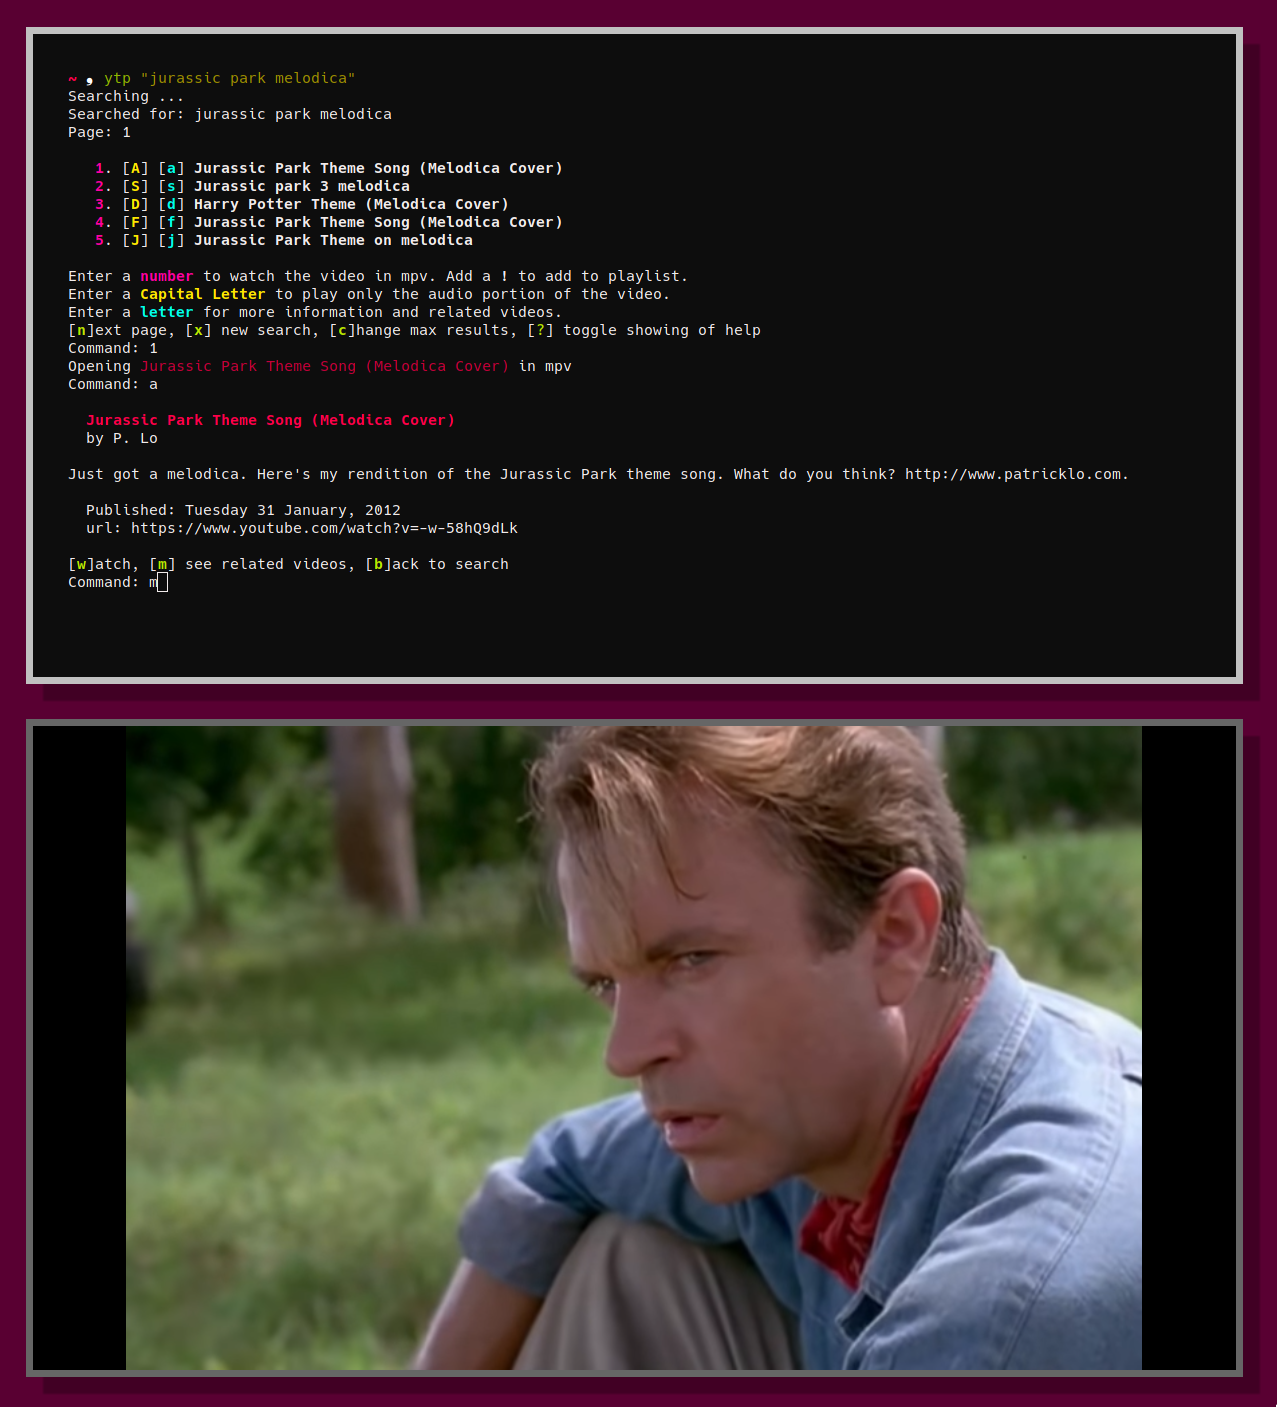 ~ , ytp "jurassic park melodica"
Searching ...
Searched for: jurassic park melodica
Page: 1
1. [A] [a] Jurassic Park Theme Song (Melodica Cover)
2. [S] [s] Jurassic park 3 melodica
3. [D] [d] Harry Potter Theme (Melodica Cover)
4. [F] [f] Jurassic Park Theme Song (Melodica Cover)
5. [J] [j] Jurassic Park Theme on melodica
Enter a number to watch the video in mpv. Add a ! to add to playlist.
Enter a Capital Letter to play only the audio portion of the video.
Enter a letter for more information and related videos.
[n]ext page, [x] new search, [c]hange max results, [?] toggle showing of help
Command: 1
Opening Jurassic Park Theme Song (Melodica Cover) in mpv
Command: a
Jurassic Park Theme Song (Melodica Cover)
by P. Lo
Just got a melodica. Here's my rendition of the Jurassic Park theme song. What do you think? http://www.patricklo.com.
Published: Tuesday 31 January, 2012
url: https://www.youtube.com/watch?v=-w-58hQ9dLk
[w]atch, [m] see related videos, [b]ack to search
Command: m